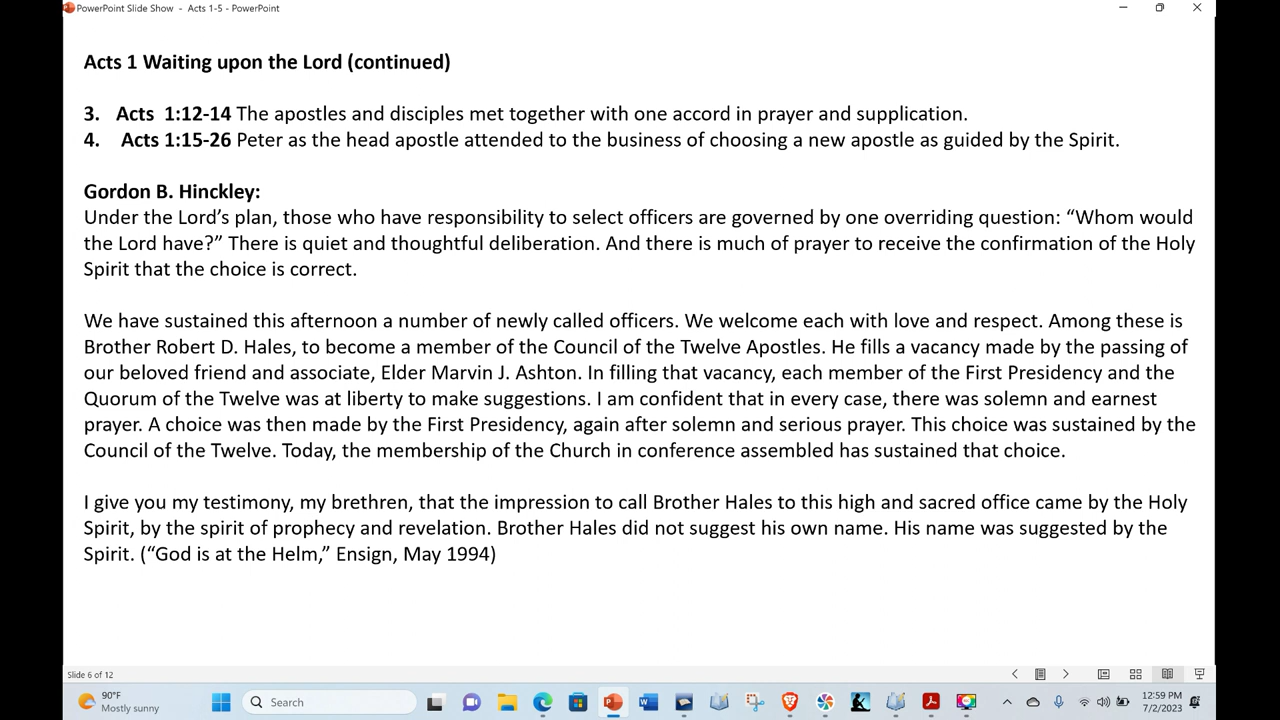 PowerPoint Slide Show - Acts 1-5 - PowerPoint
Acts 1 Waiting upon the Lord (continued)
3. Acts 1:12-14 The apostles and disciples met together with one accord in prayer and supplication.
4. Acts 1:15-26 Peter as the head apostle attended to the business of choosing a new apostle as guided by the Spirit.
Gordon B. Hinckley:
Under the Lord’s plan, those who have responsibility to select officers are governed by one overriding question: “Whom would
the Lord have?” There is quiet and thoughtful deliberation. And there is much of prayer to receive the confirmation of the Holy
Spirit that the choice is correct.
We have sustained this afternoon a number of newly called officers. We welcome each with love and respect. Among these is
Brother Robert D. Hales, to become a member of the Council of the Twelve Apostles. He fills a vacancy made by the passing of
our beloved friend and associate, Elder Marvin J. Ashton. In filling that vacancy, each member of the First Presidency and the
Quorum of the Twelve was at liberty to make suggestions. I am confident that in every case, there was solemn and earnest
prayer. A choice was then made by the First Presidency, again after solemn and serious prayer. This choice was sustained by the
Council of the Twelve. Today, the membership of the Church in conference assembled has sustained that choice.
I give you my testimony, my brethren, that the impression to call Brother Hales to this high and sacred office came by the Holy
Spirit, by the spirit of prophecy and revelation. Brother Hales did not suggest his own name. His name was suggested by the
Spirit. (“God is at the Helm,” Ensign, May 1994)
Slide 6 of 12
90°F
Mostly sunny
Search
12:59 PM
7/2/2023